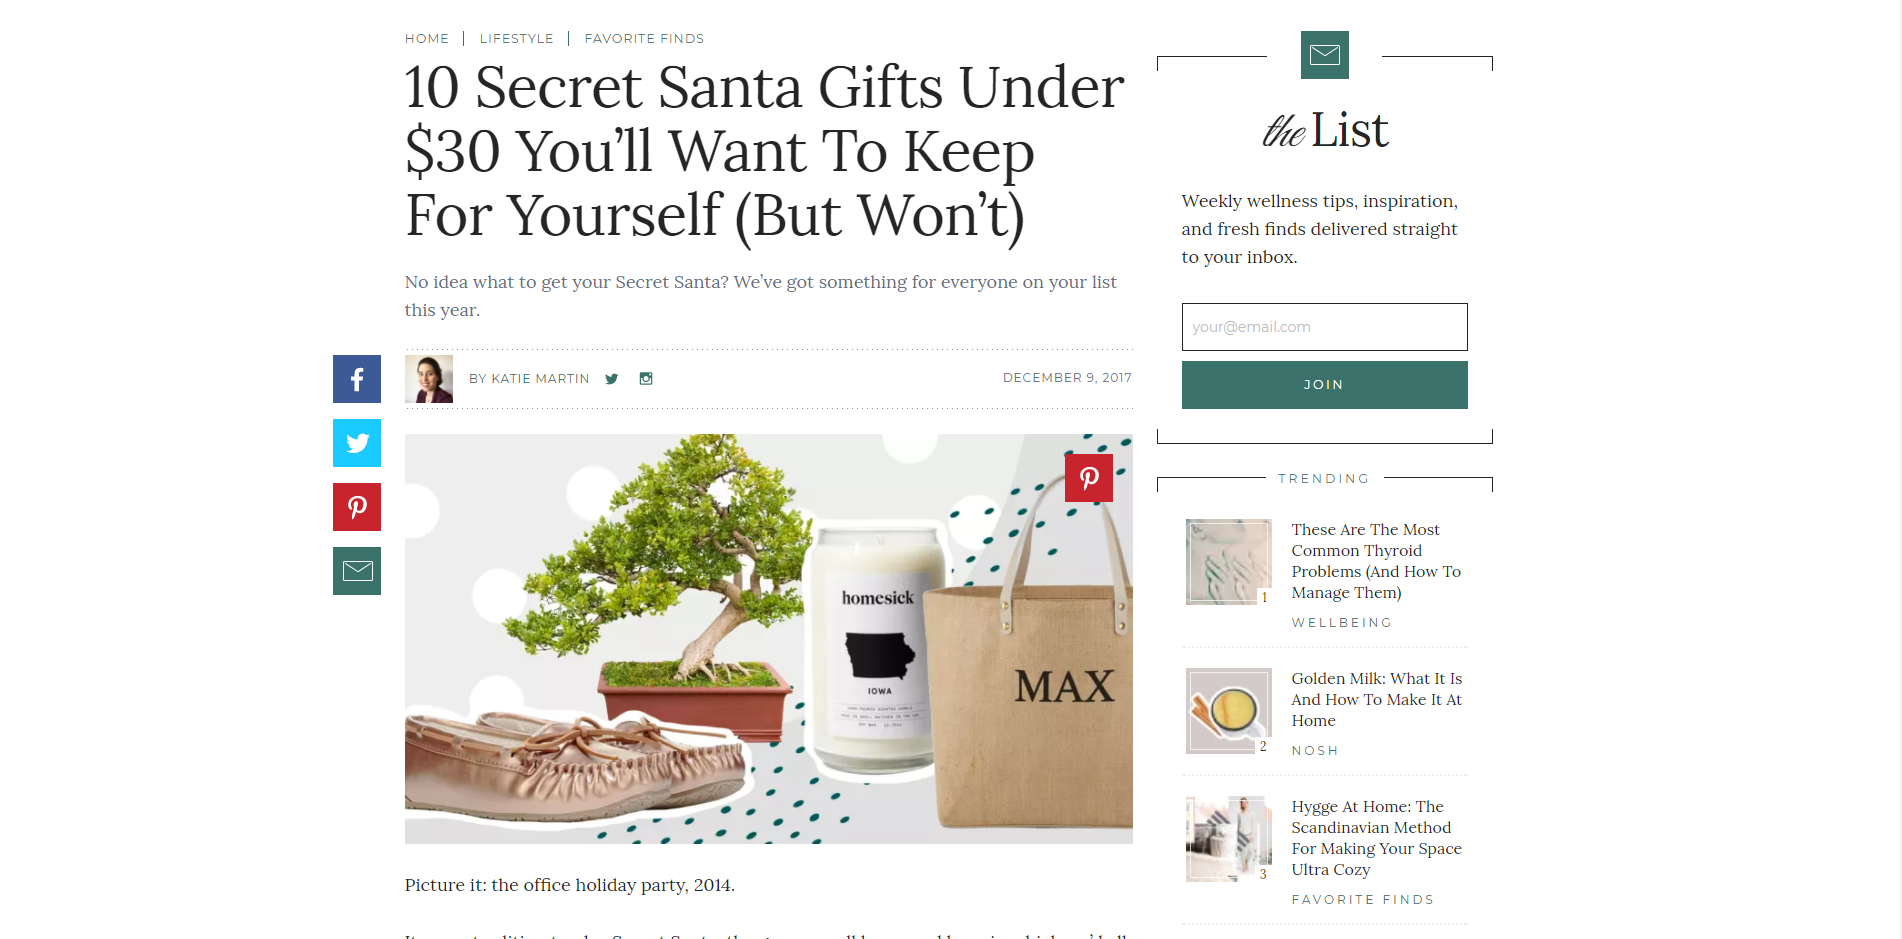 HOME | LIFESTYLE | FAVORITE FINDS
10 Secret Santa Gifts Under
$30 You’ll Want To Keep
For Yourself (But Won’t)
No idea what to get your Secret Santa? We’ve got something for everyone on your list
this year.
BY KATIE MARTIN
DECEMBER 9, 2017
homesick
IOWA
MAX
Picture it: the office holiday party, 2014.
the List
Weekly wellness tips, inspiration,
and fresh finds delivered straight
to your inbox.
your@email.com
JOIN
TRENDING
These Are The Most
Common Thyroid
Problems (And How To
Manage Them)
1
WELLBEING
Golden Milk: What It Is
And How To Make It At
Home
2
NOSH
Hygge At Home: The
Scandinavian Method
For Making Your Space
Ultra Cozy
3
FAVORITE FINDS